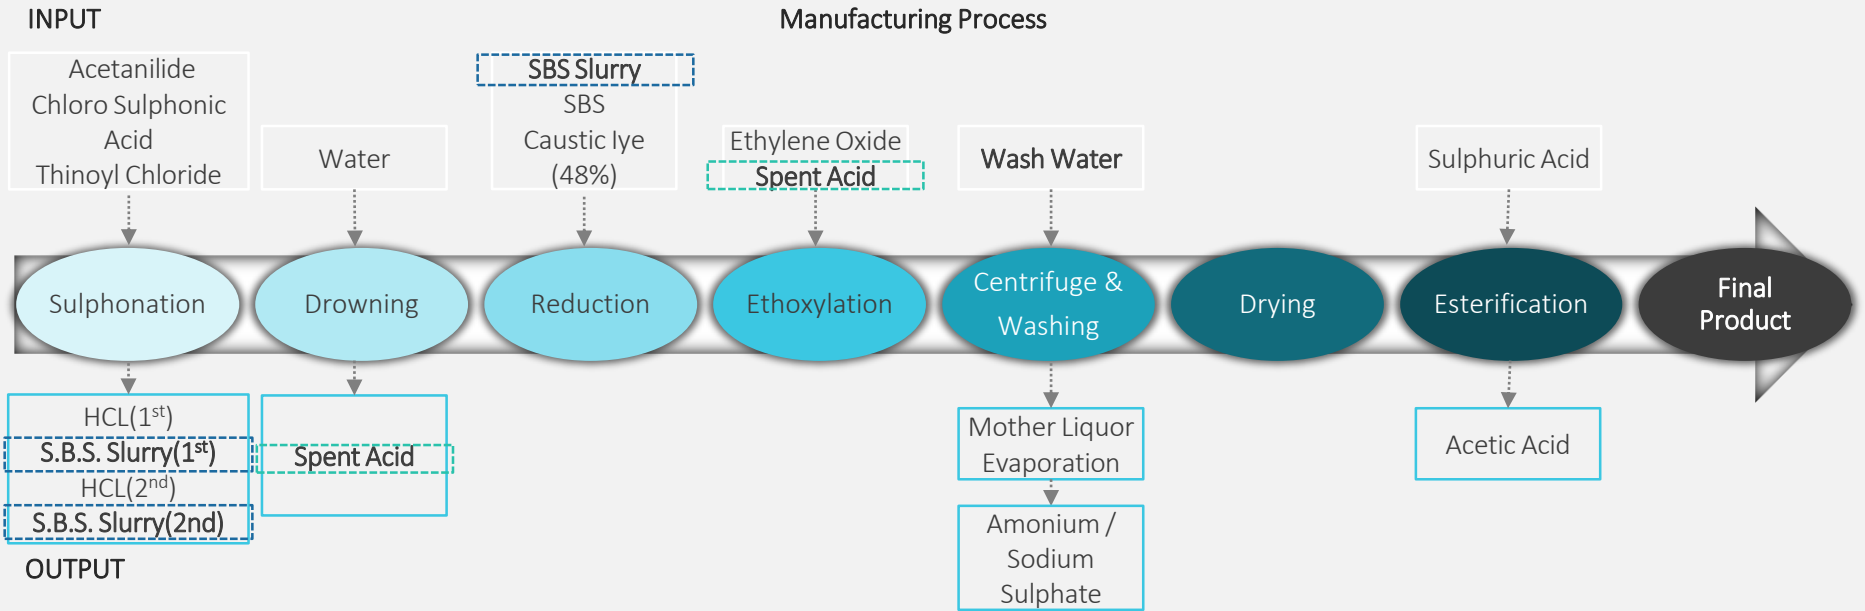 INPUT
Manufacturing Process
Acetanilide
Chloro Sulphonic
Acid
Thinoyl Chloride
Water
SBS Slurry
SBS
Caustic lye
(48%)
Ethylene Oxide
Spent Acid
Wash Water
Sulphuric Acid
Sulphonation
Drowning
Reduction
Ethoxylation
Centrifuge &
Washing
Drying
Esterification
Final
Product
HCL(1st)
S.B.S. Slurry(1st)
HCL(2nd)
S.B.S. Slurry(2nd)
Spent Acid
Mother Liquor
Evaporation
Amonium /
Sodium
Sulphate
Acetic Acid
OUTPUT